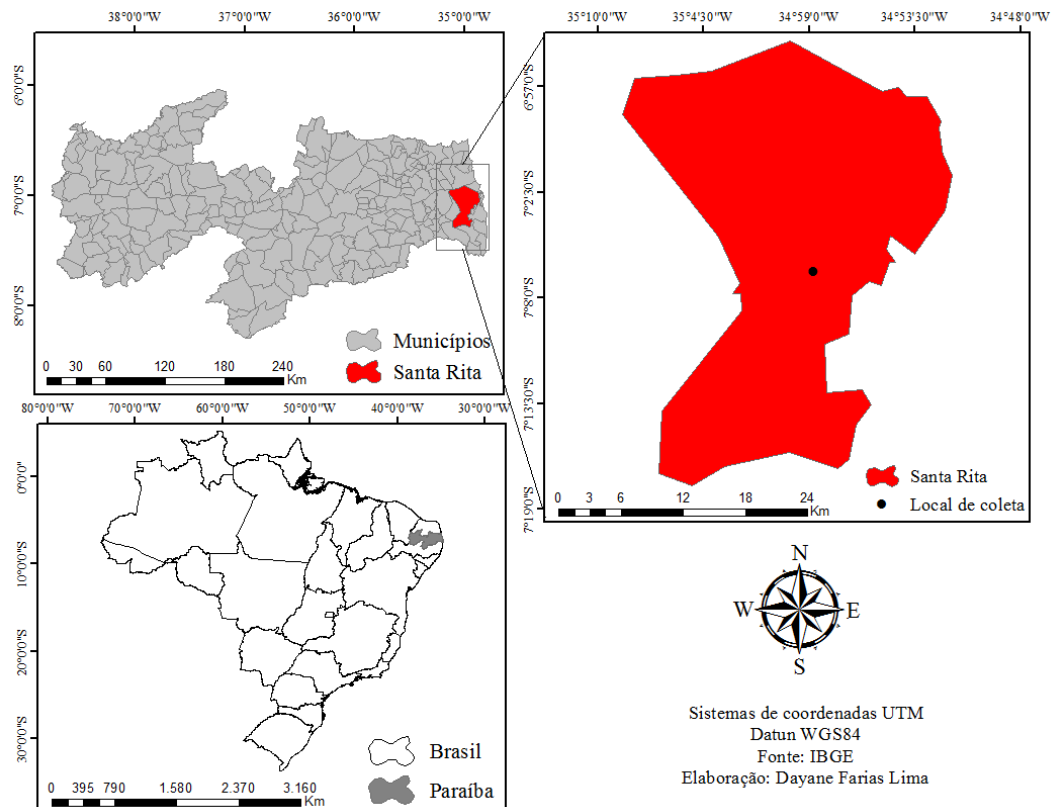 38°0'0"W 37°0'0"W 36°0'0"W 35°0'0"W
6°0'0"S
7°0'0"S
8°0'0"S
Municípios
Santa Rita
0 30 60 120 180 240
Km
35°10'0"W 35°4'30"W 34°59'0"W 34°53'30"W 34°48'0"W
6°57'0"S
7°2'30"S
7°8'0"S
7°13'30"S
7°19'0"S
Santa Rita
Local de coleta
0 3 6 12 18 24
Km
80°0'0"W 70°0'0"W 60°0'0"W 50°0'0"W 40°0'0"W 30°0'0"W
0°0'0"
10°0'0"S
20°0'0"S
30°0'0"S
Brasil
Paraíba
0 395 790 1.580 2.370 3.160
Km
N
W E
S
Sistemas de coordenadas UTM
Datun WGS84
Fonte: IBGE
Elaboração: Dayane Farias Lima